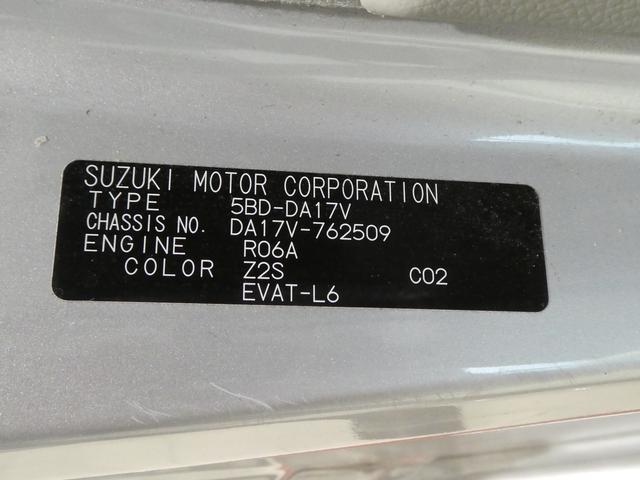 SUZUKI MOTOR CORPORATION
TYPE 5BD-DA17V
CHASSIS NO. DA17V-762509
ENGINE R06A
COLOR Z2S C02
EVAT-L6